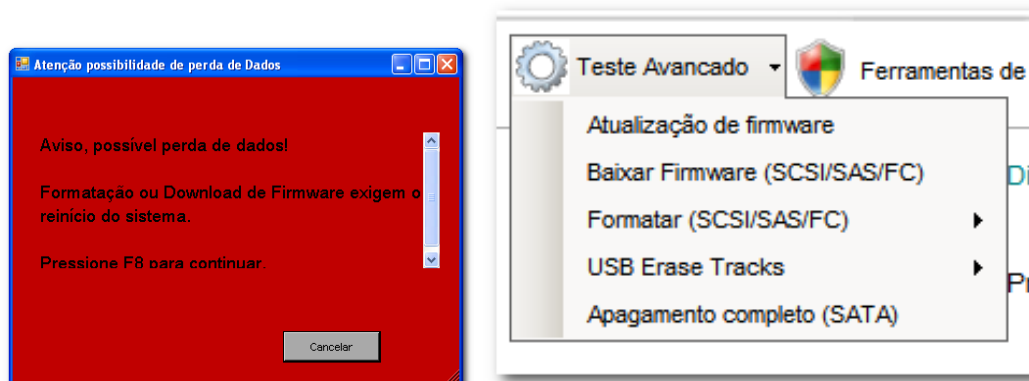 Atenção possibilidade de perda de Dados
Aviso, possível perda de dados!
Formatação ou Download de Firmware exigem o
reinício do sistema.
Pressione F8 para continuar.
Cancelar
Teste Avancado
Ferramentas de
Atualização de firmware
Baixar Firmware (SCSI/SAS/FC)
Formatar (SCSI/SAS/FC)
USB Erase Tracks
Apagamento completo (SATA)